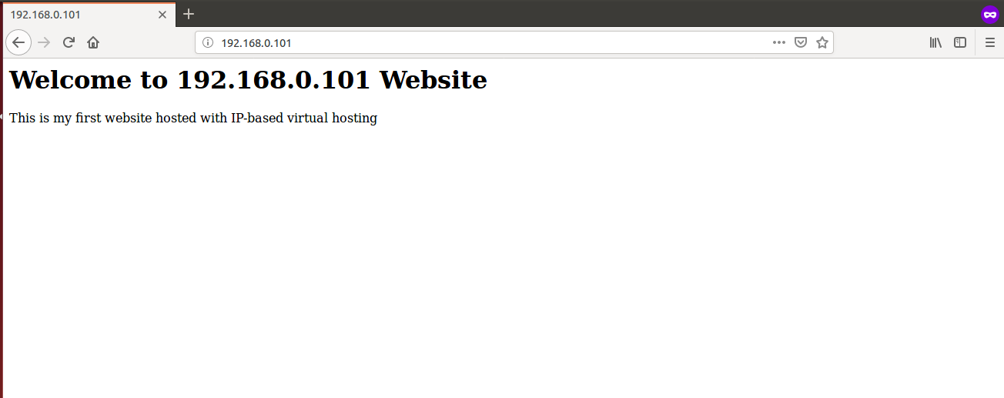 192.168.0.101
192.168.0.101
Welcome to 192.168.0.101 Website
This is my first website hosted with IP-based virtual hosting